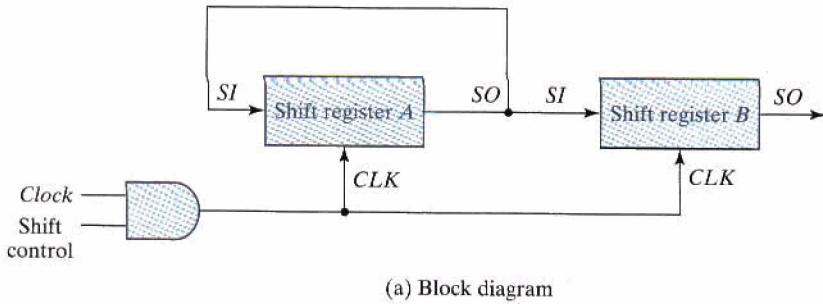 SI
Shift register A
SO
SI
Shift register B
SO
CLK
CLK
Clock
Shift
control
(a) Block diagram